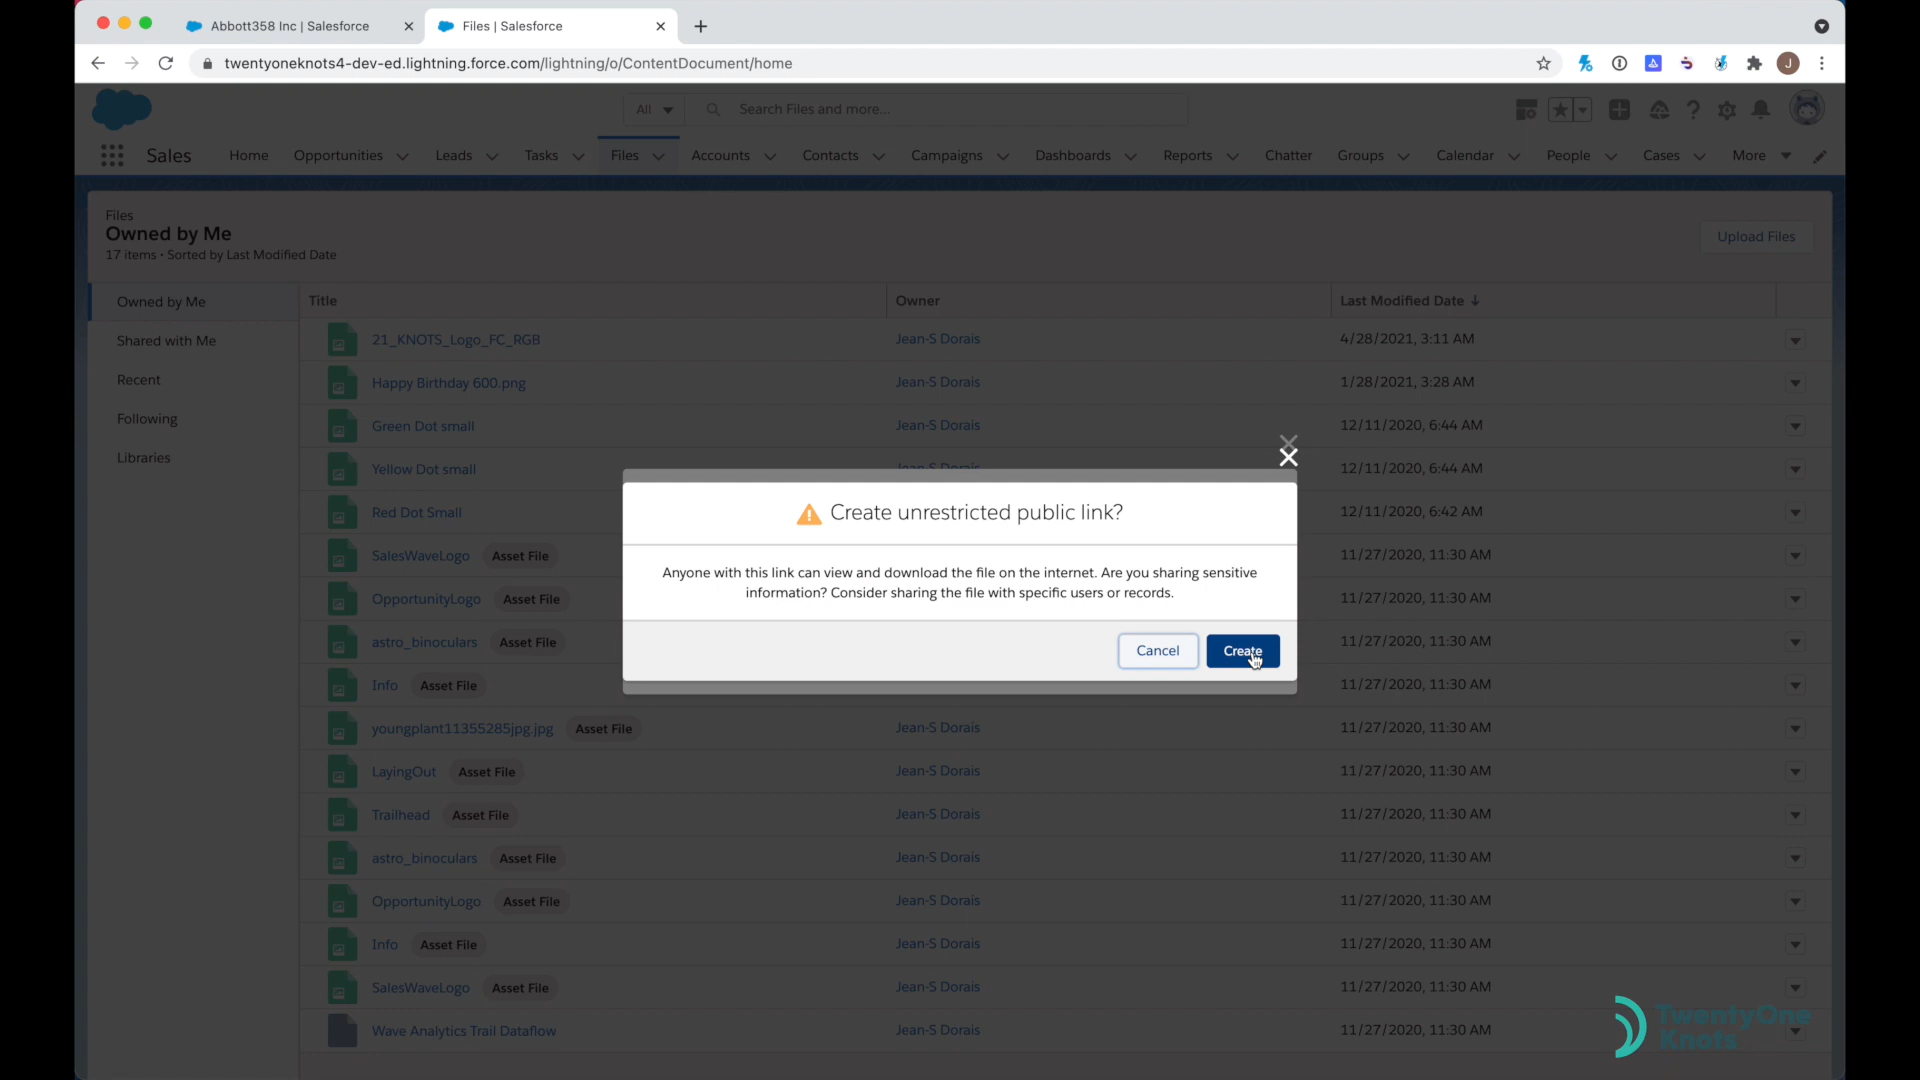 Abbott358 Inc | Salesforce
Files | Salesforce
twentyoneknots4-dev-ed.lightning.force.com/lightning/o/ContentDocument/home
J
All
Search Files and more...
Sales
Home
Opportunities
Leads
Tasks
Files
Accounts
Contacts
Campaigns
Dashboards
Reports
Chatter
Groups
Calendar
People
Cases
More
Files
Owned by Me
17 items • Sorted by Last Modified Date
Upload Files
Owned by Me
Shared with Me
Recent
Following
Libraries
Title
Owner
Last Modified Date
21_KNOTS_Logo_FC_RGB
Jean-S Dorais
4/28/2021, 3:11 AM
Happy Birthday 600.png
Jean-S Dorais
1/28/2021, 3:28 AM
Green Dot small
Jean-S Dorais
12/11/2020, 6:44 AM
Yellow Dot small
Jean-S Dorais
12/11/2020, 6:44 AM
Red Dot Small
12/11/2020, 6:42 AM
SalesWaveLogo Asset File
11/27/2020, 11:30 AM
OpportunityLogo Asset File
11/27/2020, 11:30 AM
astro_binoculars Asset File
11/27/2020, 11:30 AM
Info Asset File
11/27/2020, 11:30 AM
youngplant11355285jpg.jpg Asset File
Jean-S Dorais
11/27/2020, 11:30 AM
LayingOut Asset File
Jean-S Dorais
11/27/2020, 11:30 AM
Trailhead Asset File
Jean-S Dorais
11/27/2020, 11:30 AM
astro_binoculars Asset File
Jean-S Dorais
11/27/2020, 11:30 AM
OpportunityLogo Asset File
Jean-S Dorais
11/27/2020, 11:30 AM
Info Asset File
Jean-S Dorais
11/27/2020, 11:30 AM
SalesWaveLogo Asset File
Jean-S Dorais
11/27/2020, 11:30 AM
Wave Analytics Trail Dataflow
Jean-S Dorais
11/27/2020, 11:30 AM
Create unrestricted public link?
Anyone with this link can view and download the file on the internet. Are you sharing sensitive
information? Consider sharing the file with specific users or records.
Cancel
Create
TwentyOne
Knots